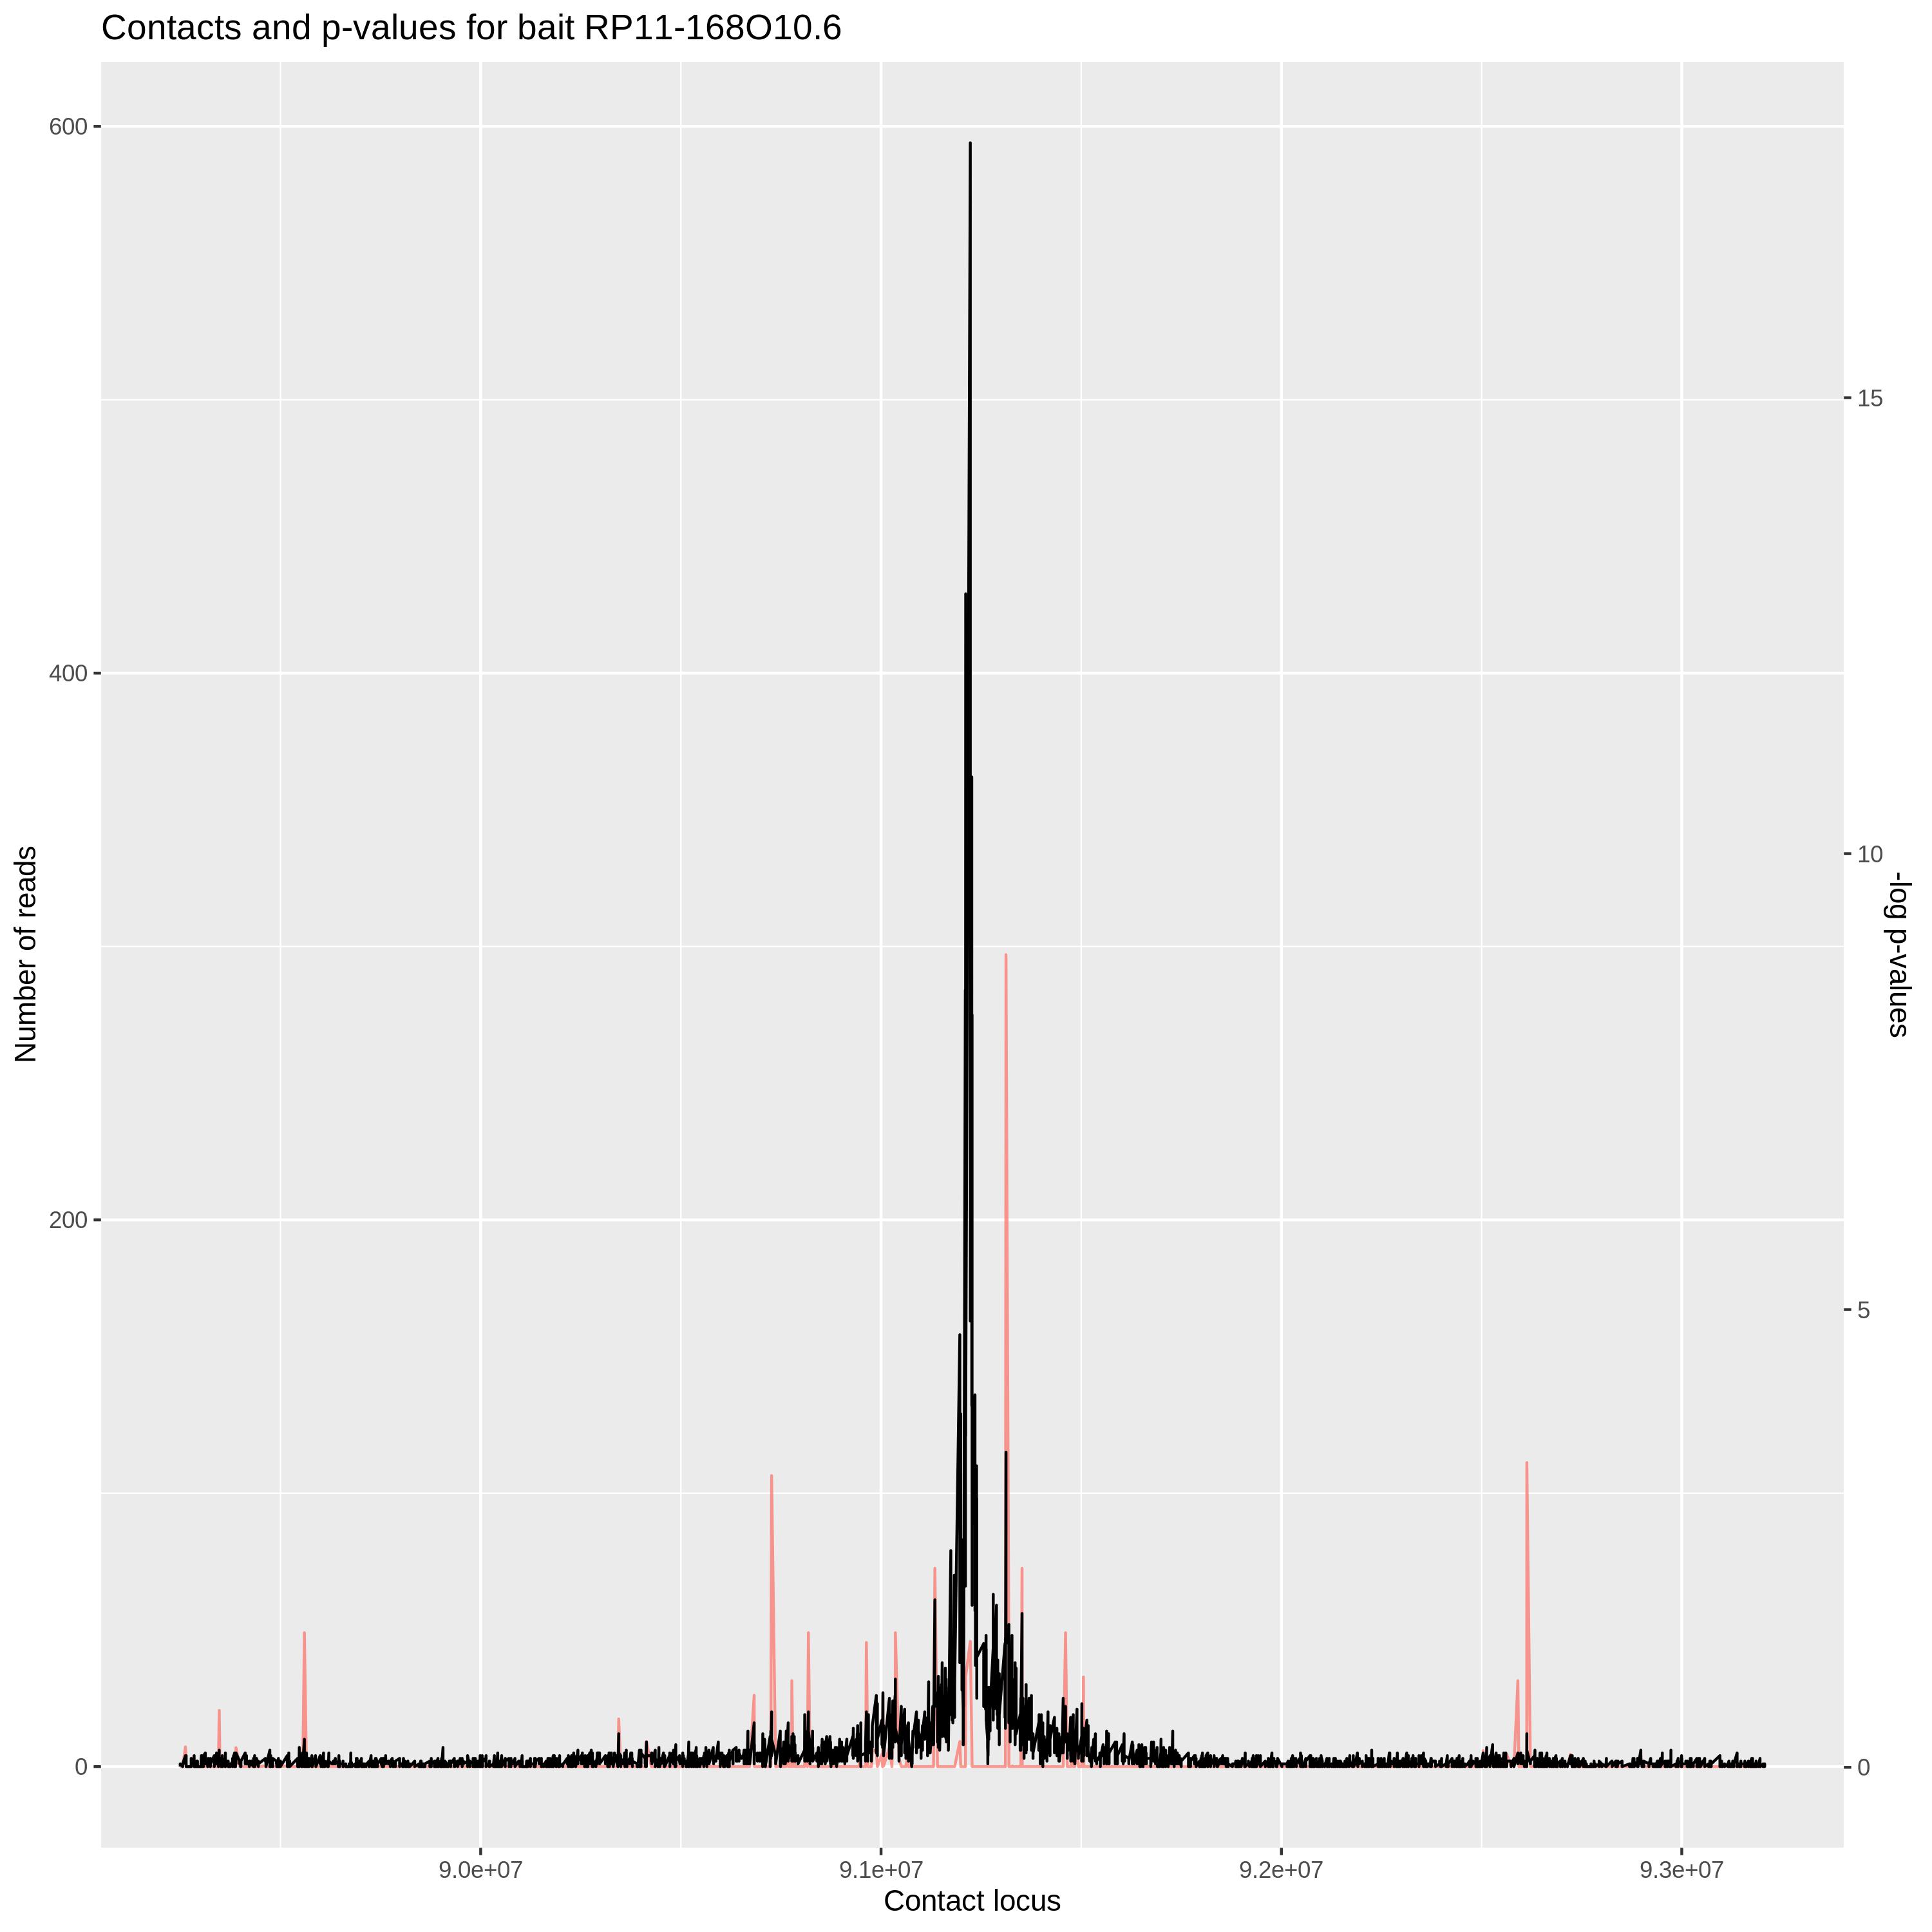 Contacts and p-values for bait RP11-168O10.6
600
400
200
0
Number of reads
15
10
5
0
-log p-values
9.0e+07
9.1e+07
9.2e+07
9.3e+07
Contact locus